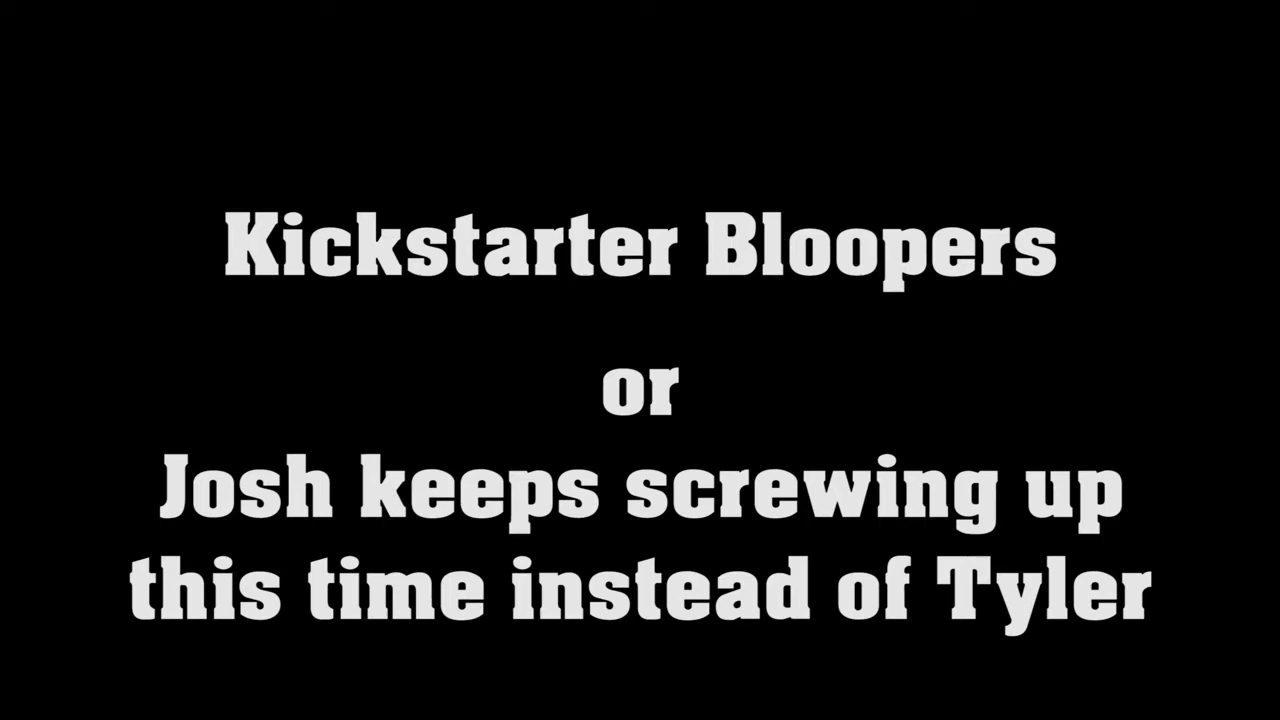 Kickstarter Bloopers
or
Josh keeps screwing up
this time instead of Tyler